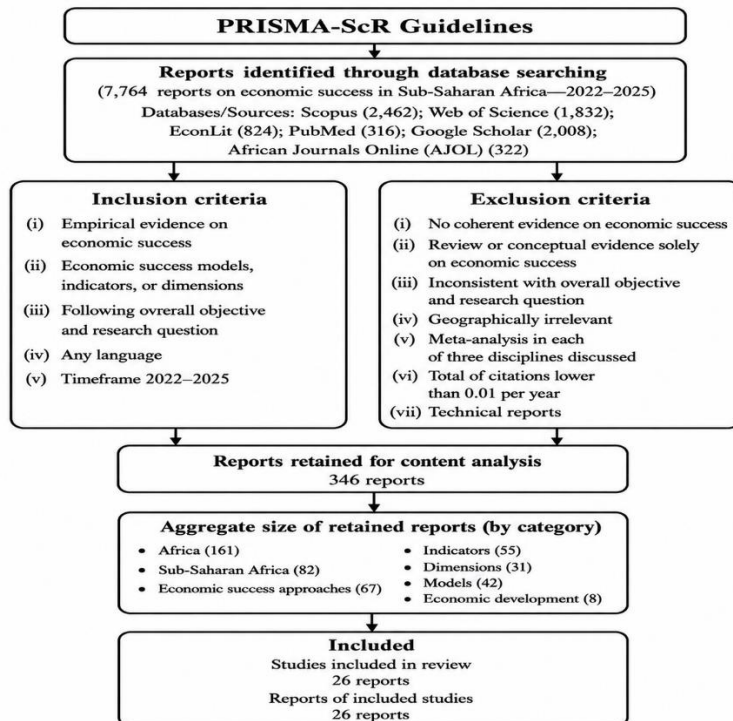 PRISMA-ScR Guidelines
Reports identified through database searching
(7,764 reports on economic success in Sub-Saharan Africa—2022–2025)
Databases/Sources: Scopus (2,462); Web of Science (1,832);
EconLit (824); PubMed (316); Google Scholar (2,008);
African Journals Online (AJOL) (322)
Inclusion criteria
(i) Empirical evidence on
economic success
(ii) Economic success models,
indicators, or dimensions
(iii) Following ovrerall objective
and research question
(iv) Any language
(v) Timeframe 2022–2025
Exclusion criteria
(i) No coherent evidence on economic success
(ii) Review or conceptual evidence solely
on economic success
(iii) Inconsistent with overall objective
and research question
(iv) Geographically irrelevant
(v) Meta-analysis in each
of three disciplines discussed
(vi) Total of citations lower
than 0.01 per year
(vii) Technical reports
Reports retained for content analysis
346 reports
Aggregate size of retained reports (by category)
• Africa (161)
• Sub-Saharan Africa (82)
• Economic success approaches (67)
• Indicators (55)
• Dimensions (31)
• Models (42)
• Economic development (8)
Included
Studies included in review
26 reports
Reports of included studies
26 reports